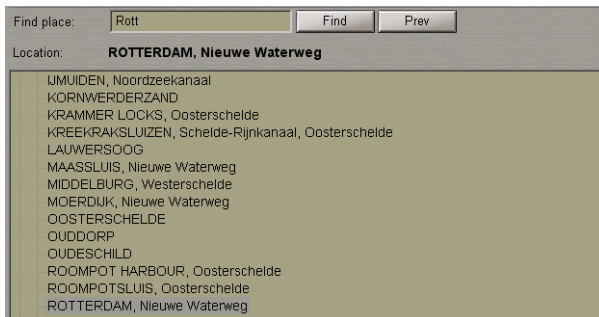 Find place: Rott Find Prev
Location: ROTTERDAM, Nieuwe Waterweg
IJMUIDEN, Noordzeekanaal
KORNWERDERZAND
KRAMMER LOCKS, Oosterschelde
KREEKRAKSLUIZEN, Schelde-Rijnkanaal, Oosterschelde
LAUWERSOOG
MAASSLUIS, Nieuwe Waterweg
MIDDELBURG, Westerschelde
MOERDIJK, Nieuwe Waterweg
OOSTERSCHELDE
OUDDORP
OUDESCHILD
ROOMPOT HARBOUR, Oosterschelde
ROOMPOTSLUIS, Oosterschelde
ROTTERDAM, Nieuwe Waterweg